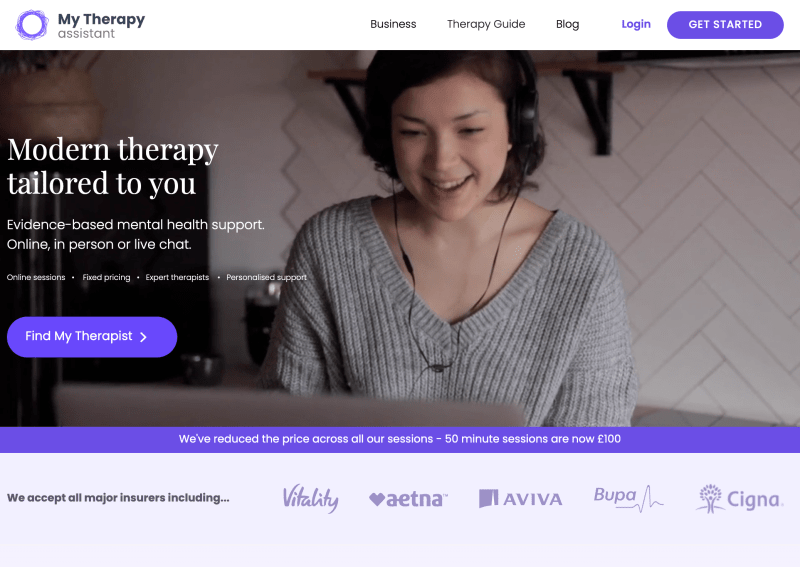 My Therapy
assistant
Business
Therapy Guide
Blog
Login
GET STARTED
Modern therapy
tailored to you
Evidence-based mental health support.
Online, in person or live chat.
Online sessions • Fixed pricing • Expert therapists • Personalised support
Find My Therapist
We've reduced the price across all our sessions - 50 minute sessions are now £100
We accept all major insurers including...
Vitality
aetna™
AVIVA
Bupa
Cigna